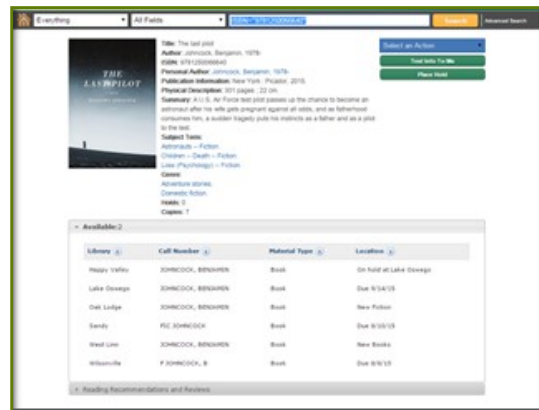 Everything
All Fields
ISBN="9781250066640"
Search
Advanced Search
THE
LAST PILOT
Title: The last pilot
Author: Johncock, Benjamin, 1978-
ISBN: 9781250066640
Personal Author: Johncock, Benjamin, 1978-
Publication Information: New York : Picador, 2015.
Physical Description: 301 pages ; 22 cm.
Summary: A U.S. Air Force test pilot passes up the chance to become an
astronaut after his wife gets pregnant against all odds, and as fatherhood
consumes him, a sudden tragedy puts his instincts as a father and as a pilot
to the test.
Subject Term:
Astronauts -- Fiction.
Children -- Death -- Fiction.
Loss (Psychology) -- Fiction.
Genre:
Adventure stories.
Domestic fiction.
Holds: 0
Copies: 7
Select an Action
Text Info To Me
Place Hold
Available:2
Library Call Number Material Type Location
Happy Valley JOHNCOCK, BENJAMIN Book On hold at Lake Oswego
Lake Oswego JOHNCOCK, BENJAMIN Book Due 9/14/15
Oak Lodge JOHNCOCK, BENJAMIN Book New Fiction
Sandy FIC JOHNCOCK Book Due 8/10/15
West Linn JOHNCOCK, BENJAMIN Book New Books
Wilsonville F JOHNCOCK, B Book Due 8/6/15
Reading Recommendations and Reviews